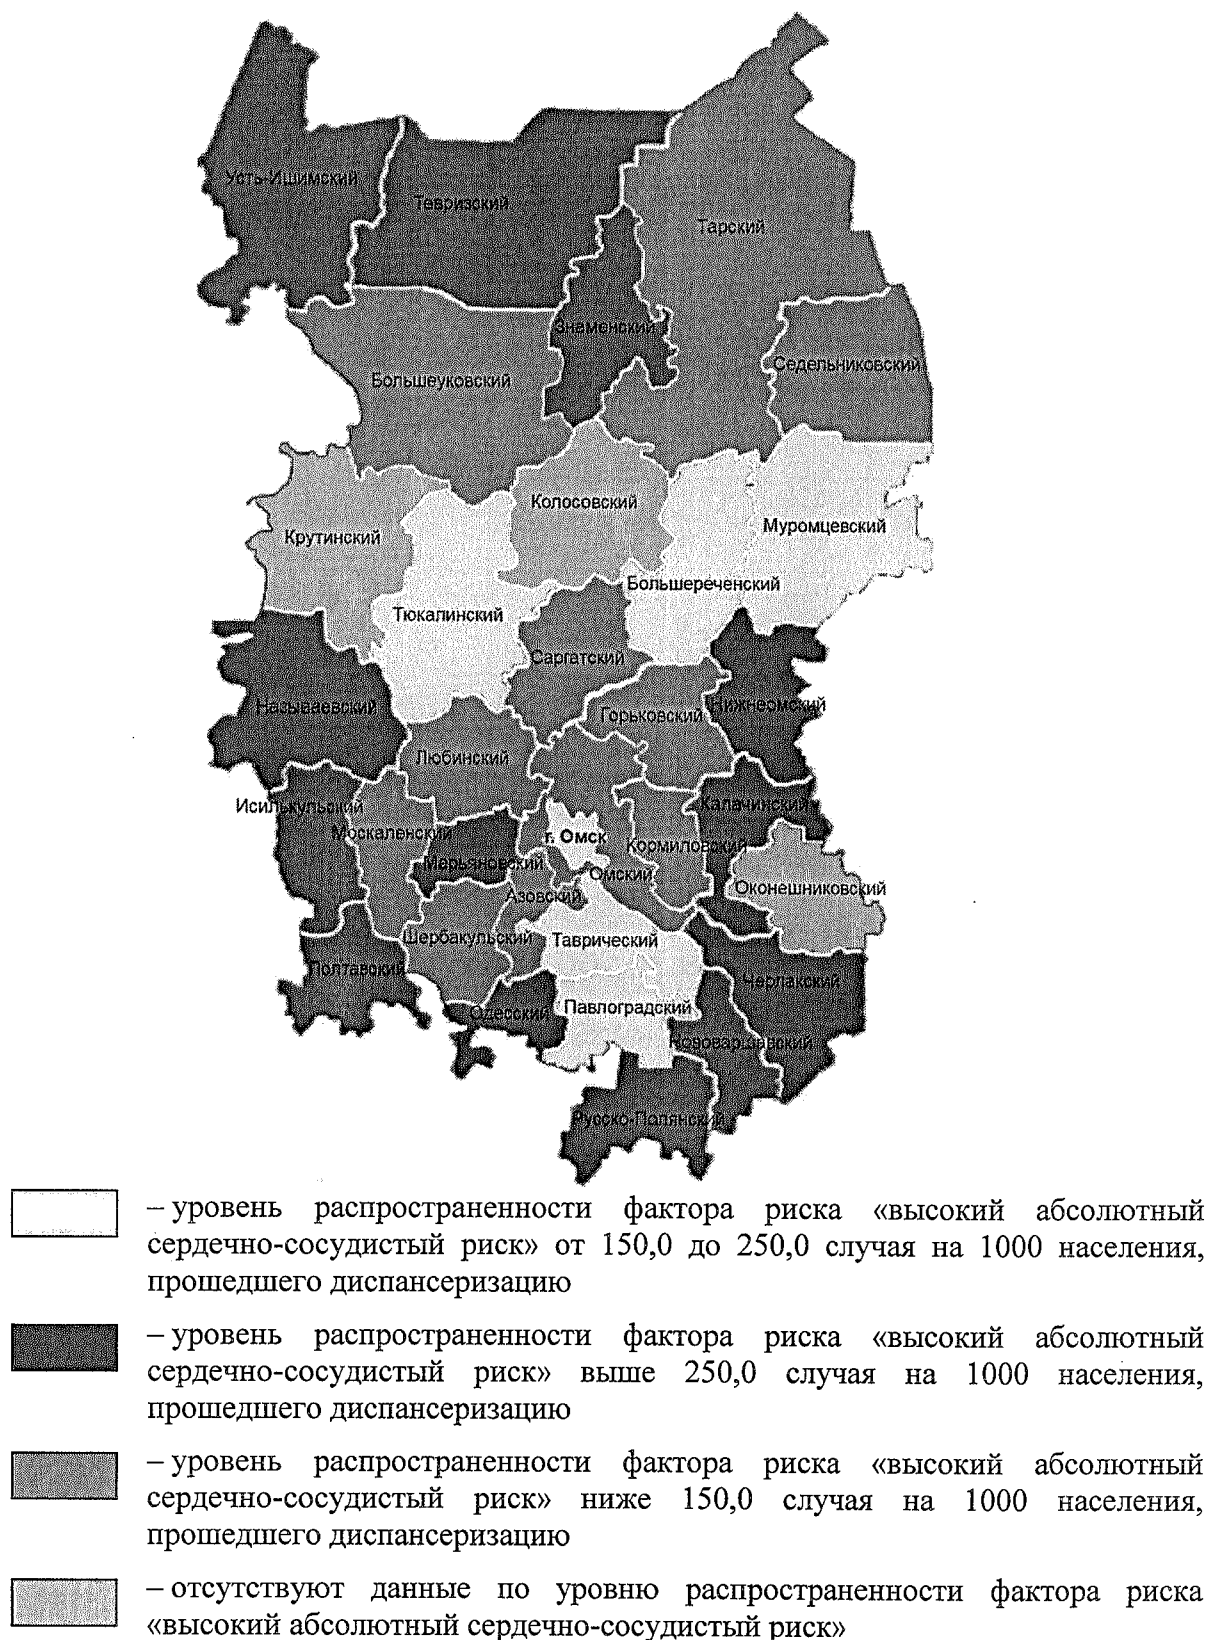 Усть-Ишимский
Тевризский
Тарский
Знаменский
Седельниковский
Большеуковский
Колосовский
Крутинский
Муромцевский
Большереченский
Тюкалинский
Саргатский
Называевский
Горьковский
Нижнеомский
Любинский
Исилькульский
Калачинский
Москаленский
г. Омск
Кормиловский
Марьяновский
Омский
Оконешниковский
Азовский
Шербакульский
Таврический
Полтавский
Черлакский
Одесский
Павлоградский
Нововаршавский
Русско-Полянский
– уровень распространенности фактора риска «высокий абсолютный
сердечно-сосудистый риск» от 150,0 до 250,0 случая на 1000 населения,
прошедшего диспансеризацию
– уровень распространенности фактора риска «высокий абсолютный
сердечно-сосудистый риск» выше 250,0 случая на 1000 населения,
прошедшего диспансеризацию
– уровень распространенности фактора риска «высокий абсолютный
сердечно-сосудистый риск» ниже 150,0 случая на 1000 населения,
прошедшего диспансеризацию
– отсутствуют данные по уровню распространенности фактора риска
«высокий абсолютный сердечно-сосудистый риск»